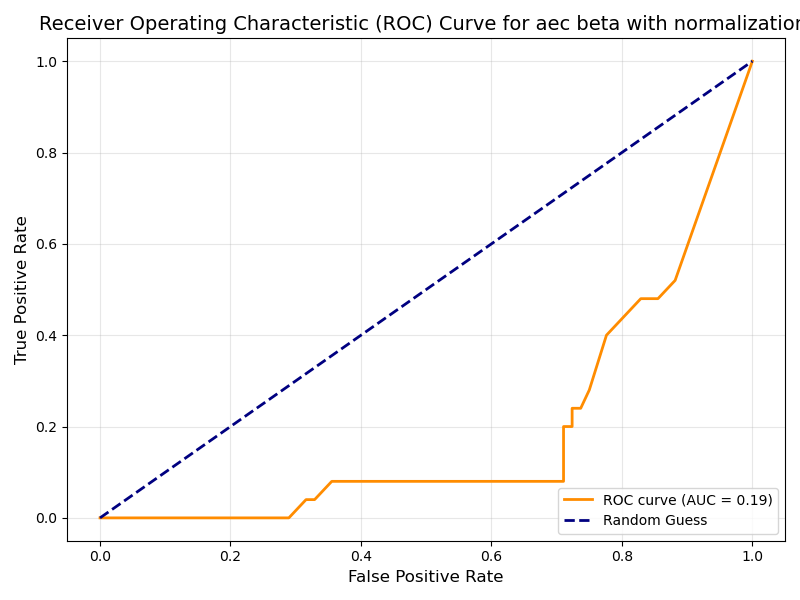 Receiver Operating Characteristic (ROC) Curve for aec beta with normalization
1.0
0.8
0.6
0.4
0.2
0.0
True Positive Rate
0.0 0.2 0.4 0.6 0.8 1.0
False Positive Rate
ROC curve (AUC = 0.19)
Random Guess